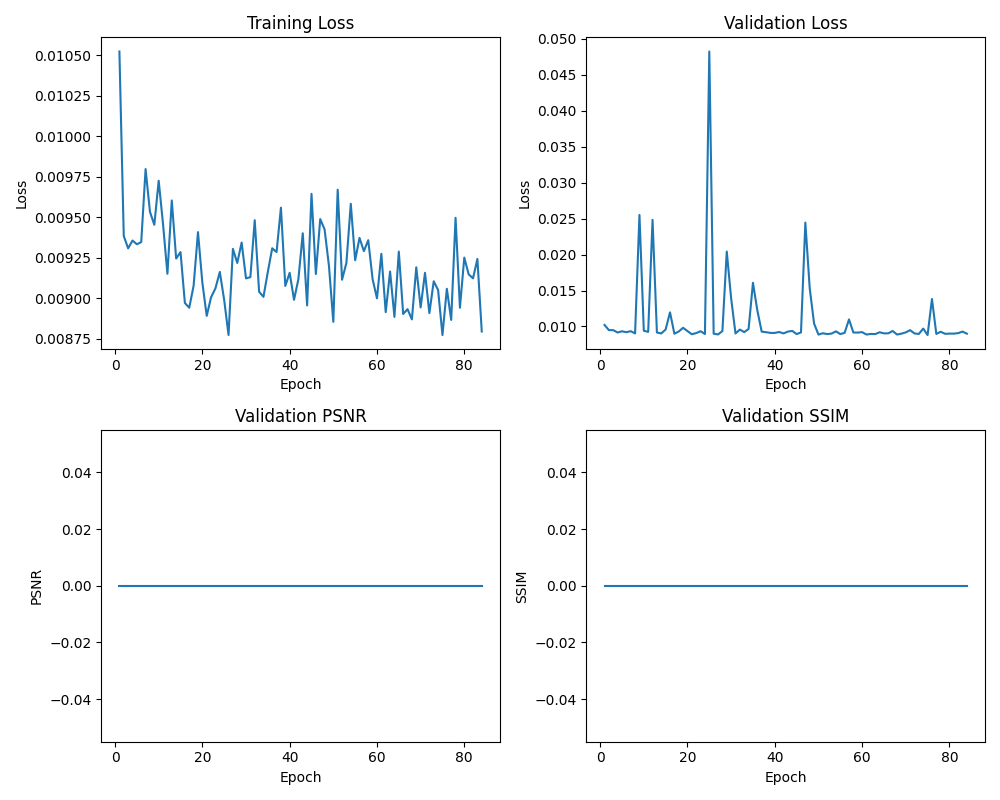 Training Loss
0.01050
0.01025
0.01000
0.00975
0.00950
0.00925
0.00900
0.00875
Loss
0 20 40 60 80
Epoch
Validation Loss
0.050
0.045
0.040
0.035
0.030
0.025
0.020
0.015
0.010
Loss
0 20 40 60 80
Epoch
Validation PSNR
0.04
0.02
0.00
−0.02
−0.04
PSNR
0 20 40 60 80
Epoch
Validation SSIM
0.04
0.02
0.00
−0.02
−0.04
SSIM
0 20 40 60 80
Epoch